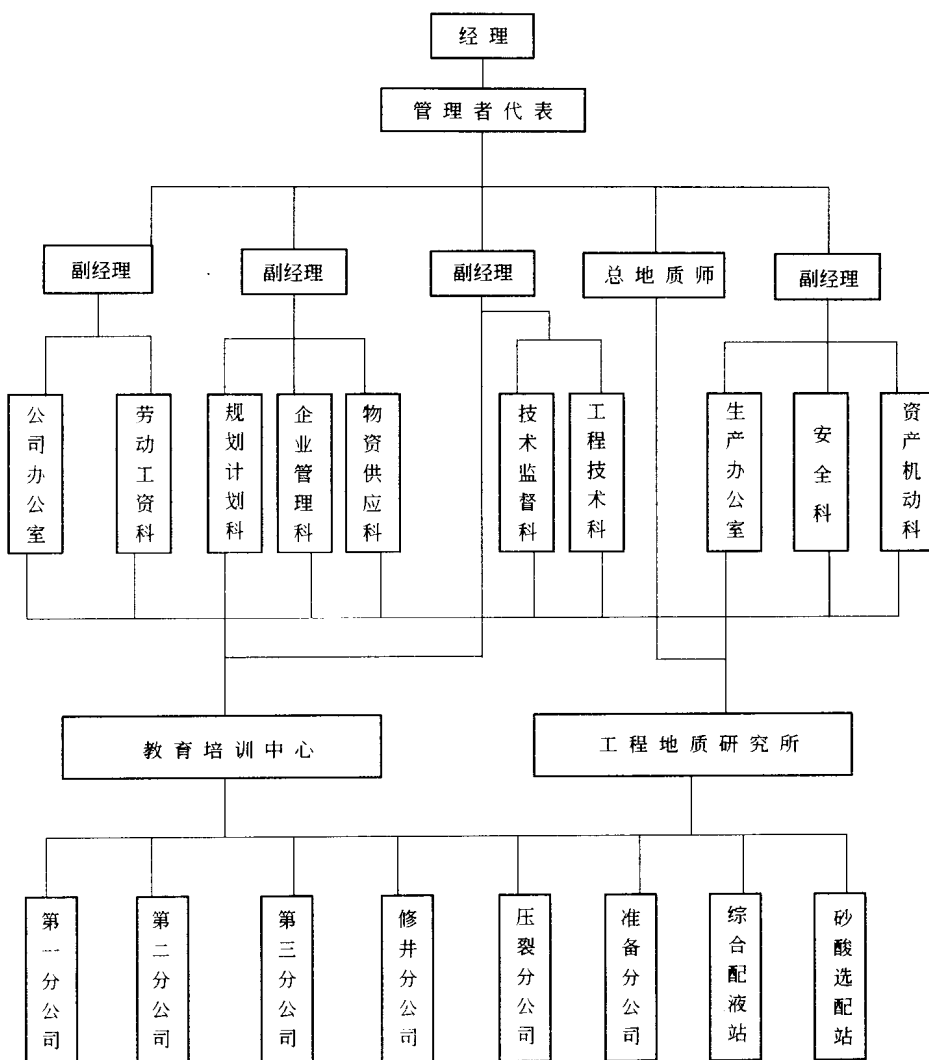 经理
管理者代表
副经理
副经理
副经理
总地质师
副经理
公司办公室
劳动工资科
规划计划科
企业管理科
物资供应科
技术监督科
工程技术科
生产办公室
安全科
资产机动科
教育培训中心
工程地质研究所
第一分公司
第二分公司
第三分公司
修井分公司
压裂分公司
准备分公司
综合配液站
砂酸选配站